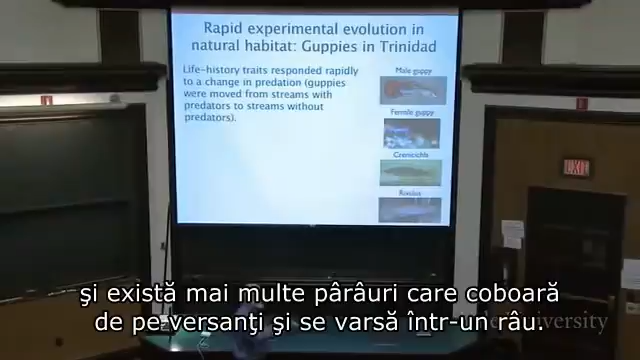 Rapid experimental evolution in
natural habitat: Guppies in Trinidad
Life-history traits responded rapidly
to a change in predation (guppies
were moved from streams with
predators to streams without
predators).
Male guppy
Female guppy
Crenicichla
Rivulus
EXIT
şi există mai multe pârâuri care coboară
de pe versanţi şi se varsă într-un râu.
University